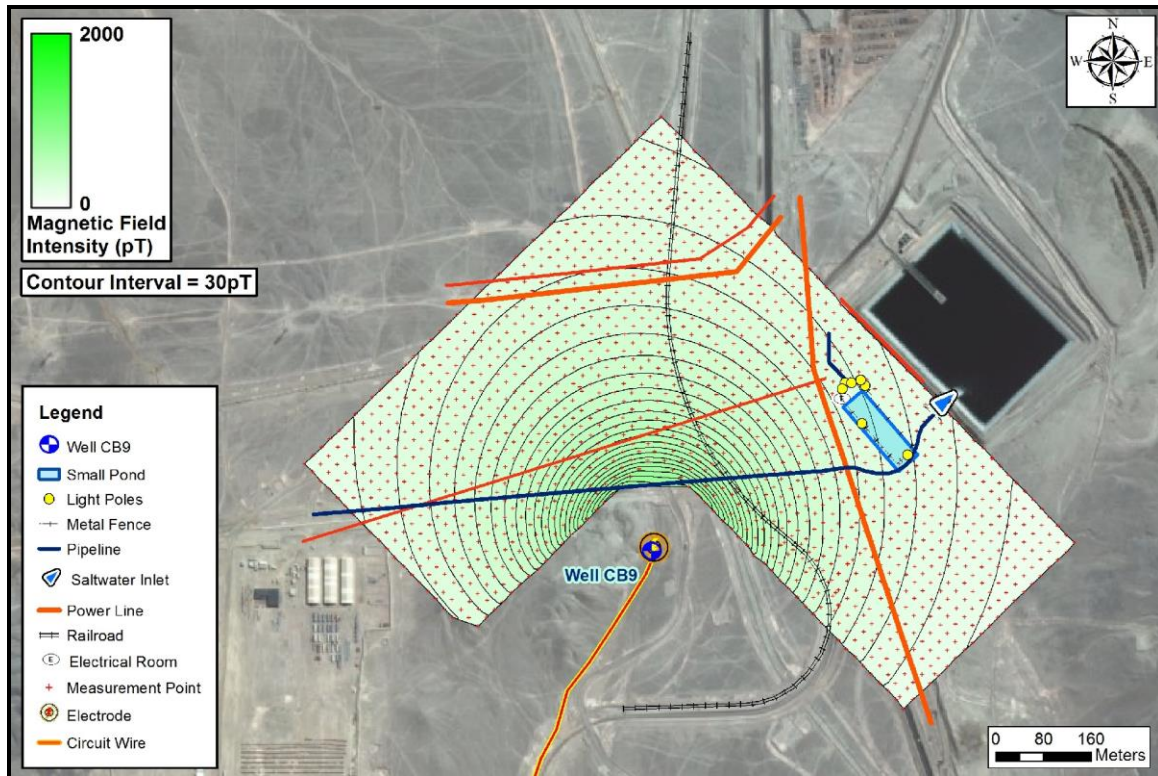 2000
0
Magnetic Field
Intensity (pT)
Contour Interval = 30pT
N
W
E
S
E
Well CB9
Legend
Well CB9
Small Pond
Light Poles
Metal Fence
Pipeline
Saltwater Inlet
Power Line
Railroad
E
Electrical Room
Measurement Point
Electrode
Circuit Wire
0
80
160
Meters